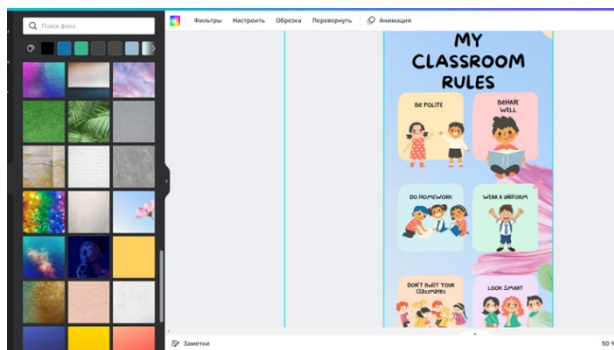 Поиск фона
Фильтры Настроить Обрезка Перевернуть Анимация
MY
CLASSROOM
RULES
BE POLITE
BEHAVE
WELL
DO HOMEWORK
WEAR A UNIFORM
DON'T BULLY YOUR
CLASSMATES
LOOK SMART
Заметки
50